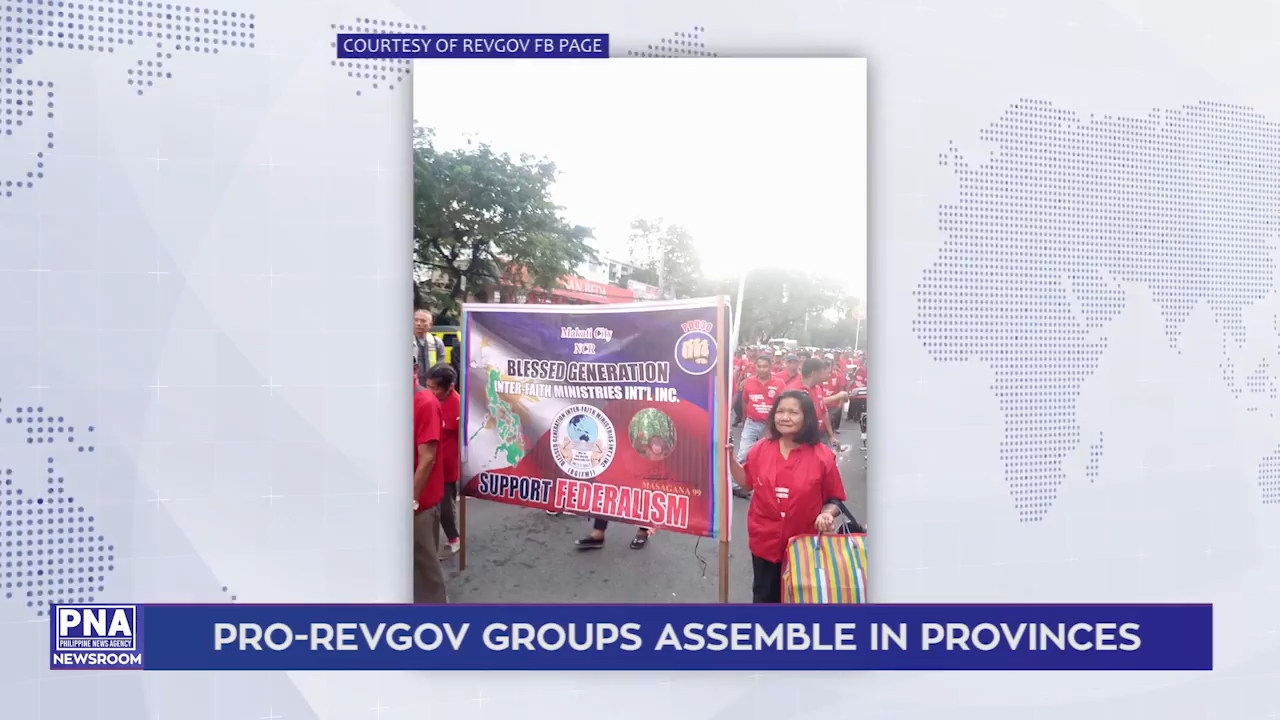 COURTESY OF REVGOV FB PAGE
Makati City
NCR
BLESSED GENERATION
INTER-FAITH MINISTRIES INT'L INC.
MASAGANA 99
SUPPORT FEDERALISM
PNA
PHILIPPINE NEWS AGENCY
NEWSROOM
PRO-REVGOV GROUPS ASSEMBLE IN PROVINCES